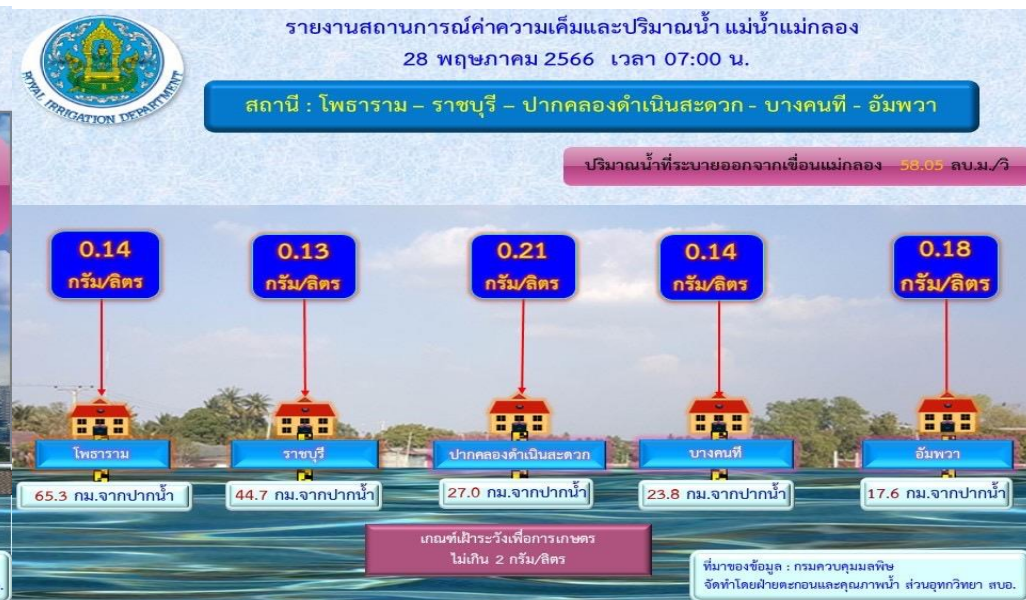 รายงานสถานการณ์ค่าความเค็มและปริมาณน้ำ แม่น้ำแม่กลอง
28 พฤษภาคม 2566 เวลา 07:00 น.
ROYAL IRRIGATION DEPARTMENT
สถานี : โพธาราม – ราชบุรี – ปากคลองดำเนินสะดวก - บางคนที - อัมพวา
ปริมาณน้ำที่ระบายออกจากเขื่อนแม่กลอง 58.05 ลบ.ม./วิ
0.14
กรัม/ลิตร
0.13
กรัม/ลิตร
0.21
กรัม/ลิตร
0.14
กรัม/ลิตร
0.18
กรัม/ลิตร
โพธาราม
ราชบุรี
ปากคลองดำเนินสะดวก
บางคนที
อัมพวา
65.3 กม.จากปากน้ำ
44.7 กม.จากปากน้ำ
27.0 กม.จากปากน้ำ
23.8 กม.จากปากน้ำ
17.6 กม.จากปากน้ำ
เกณฑ์เฝ้าระวังเพื่อการเกษตร
ไม่เกิน 2 กรัม/ลิตร
ที่มาของข้อมูล : กรมควบคุมมลพิษ
จัดทำโดยฝ่ายตะกอนและคุณภาพน้ำ ส่วนอุทกวิทยา สบอ.